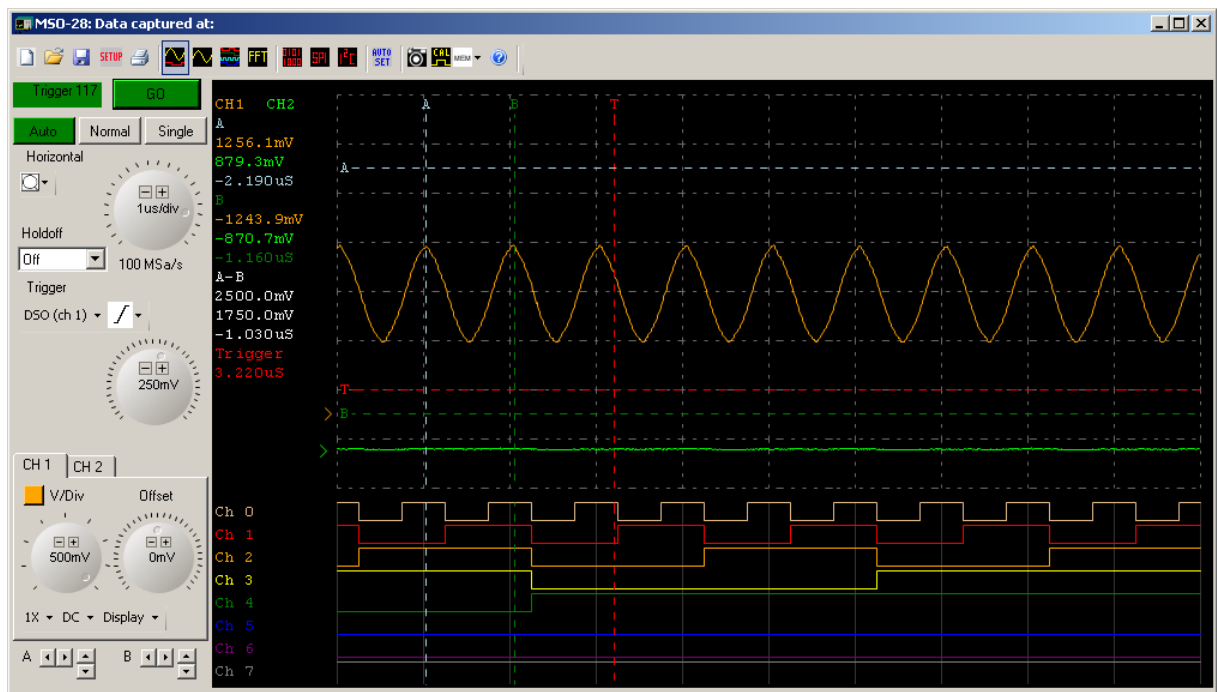 MSO-28: Data captured at:
SETUP FFT SPI I²C AUTO SET CAL MEM
Trigger 117 GO
Auto Normal Single
Horizontal
1us/div
Holdoff
Off 100 MSa/s
Trigger
DSO (ch 1)
250mV
CH 1 CH 2
V/Div Offset
500mV 0mV
1X DC Display
A B
CH1 CH2
A
1256.1mV
879.3mV
-2.190uS
B
-1243.9mV
-870.7mV
-1.160uS
A-B
2500.0mV
1750.0mV
-1.030uS
Trigger
3.220uS
A B T
A
T
B
Ch 0
Ch 1
Ch 2
Ch 3
Ch 4
Ch 5
Ch 6
Ch 7